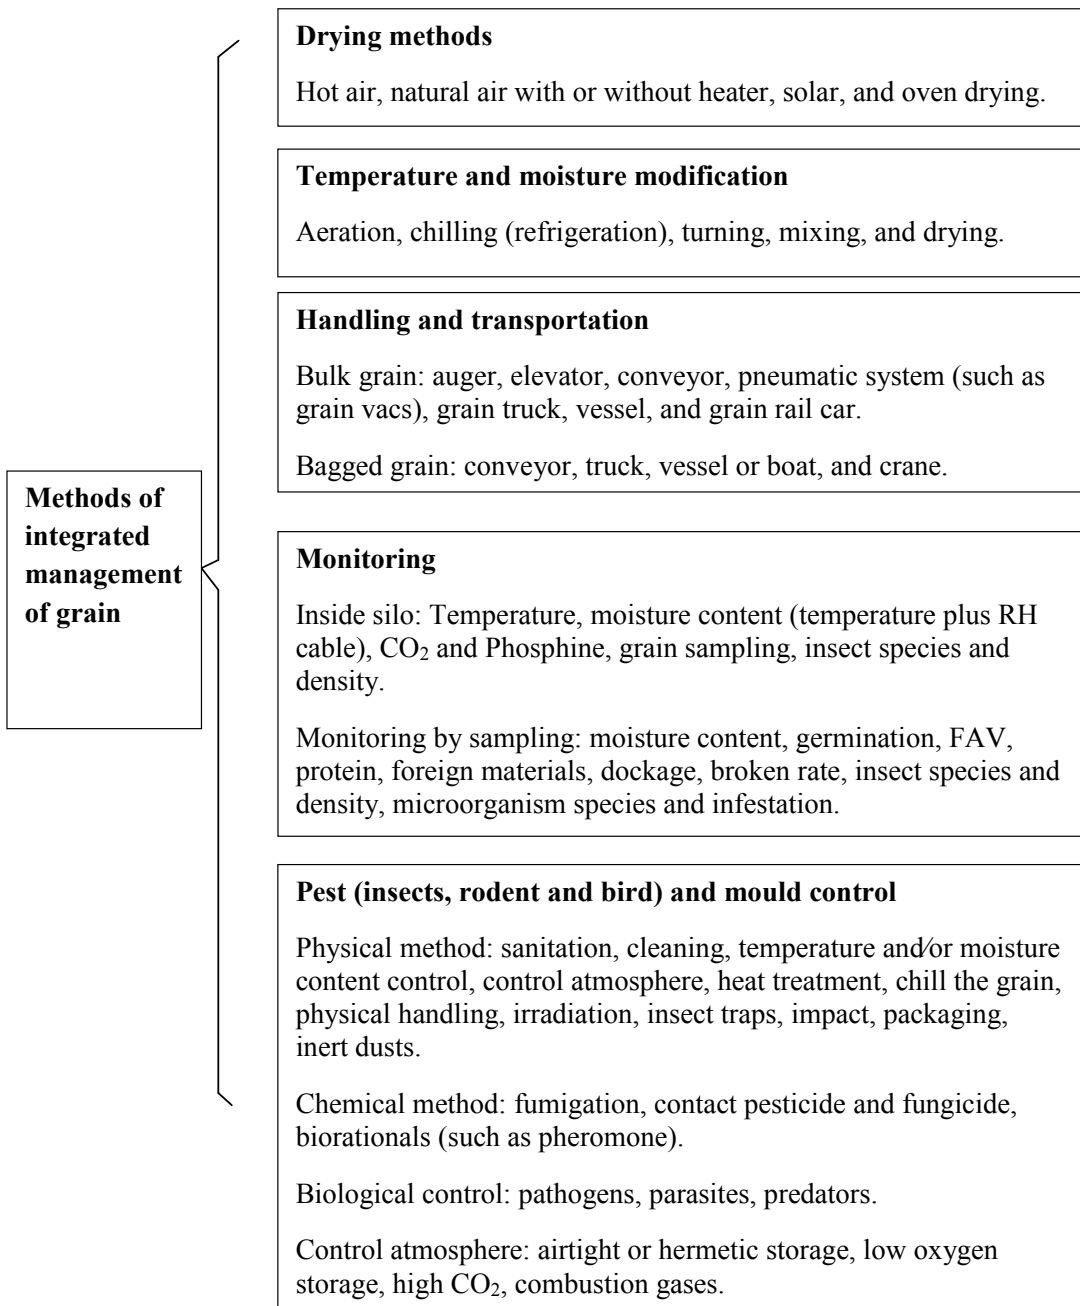 Drying methods
Hot air, natural air with or without heater, solar, and oven drying.
Temperature and moisture modification
Aeration, chilling (refrigeration), turning, mixing, and drying.
Handling and transportation
Bulk grain: auger, elevator, conveyor, pneumatic system (such as
grain vacs), grain truck, vessel, and grain rail car.
Bagged grain: conveyor, truck, vessel or boat, and crane.
Methods of
integrated
management
of grain
Monitoring
Inside silo: Temperature, moisture content (temperature plus RH
cable), CO₂ and Phosphine, grain sampling, insect species and
density.
Monitoring by sampling: moisture content, germination, FAV,
protein, foreign materials, dockage, broken rate, insect species and
density, microorganism species and infestation.
Pest (insects, rodent and bird) and mould control
Physical method: sanitation, cleaning, temperature and/or moisture
content control, control atmosphere, heat treatment, chill the grain,
physical handling, irradiation, insect traps, impact, packaging,
inert dusts.
Chemical method: fumigation, contact pesticide and fungicide,
biorationals (such as pheromone).
Biological control: pathogens, parasites, predators.
Control atmosphere: airtight or hermetic storage, low oxygen
storage, high CO₂, combustion gases.